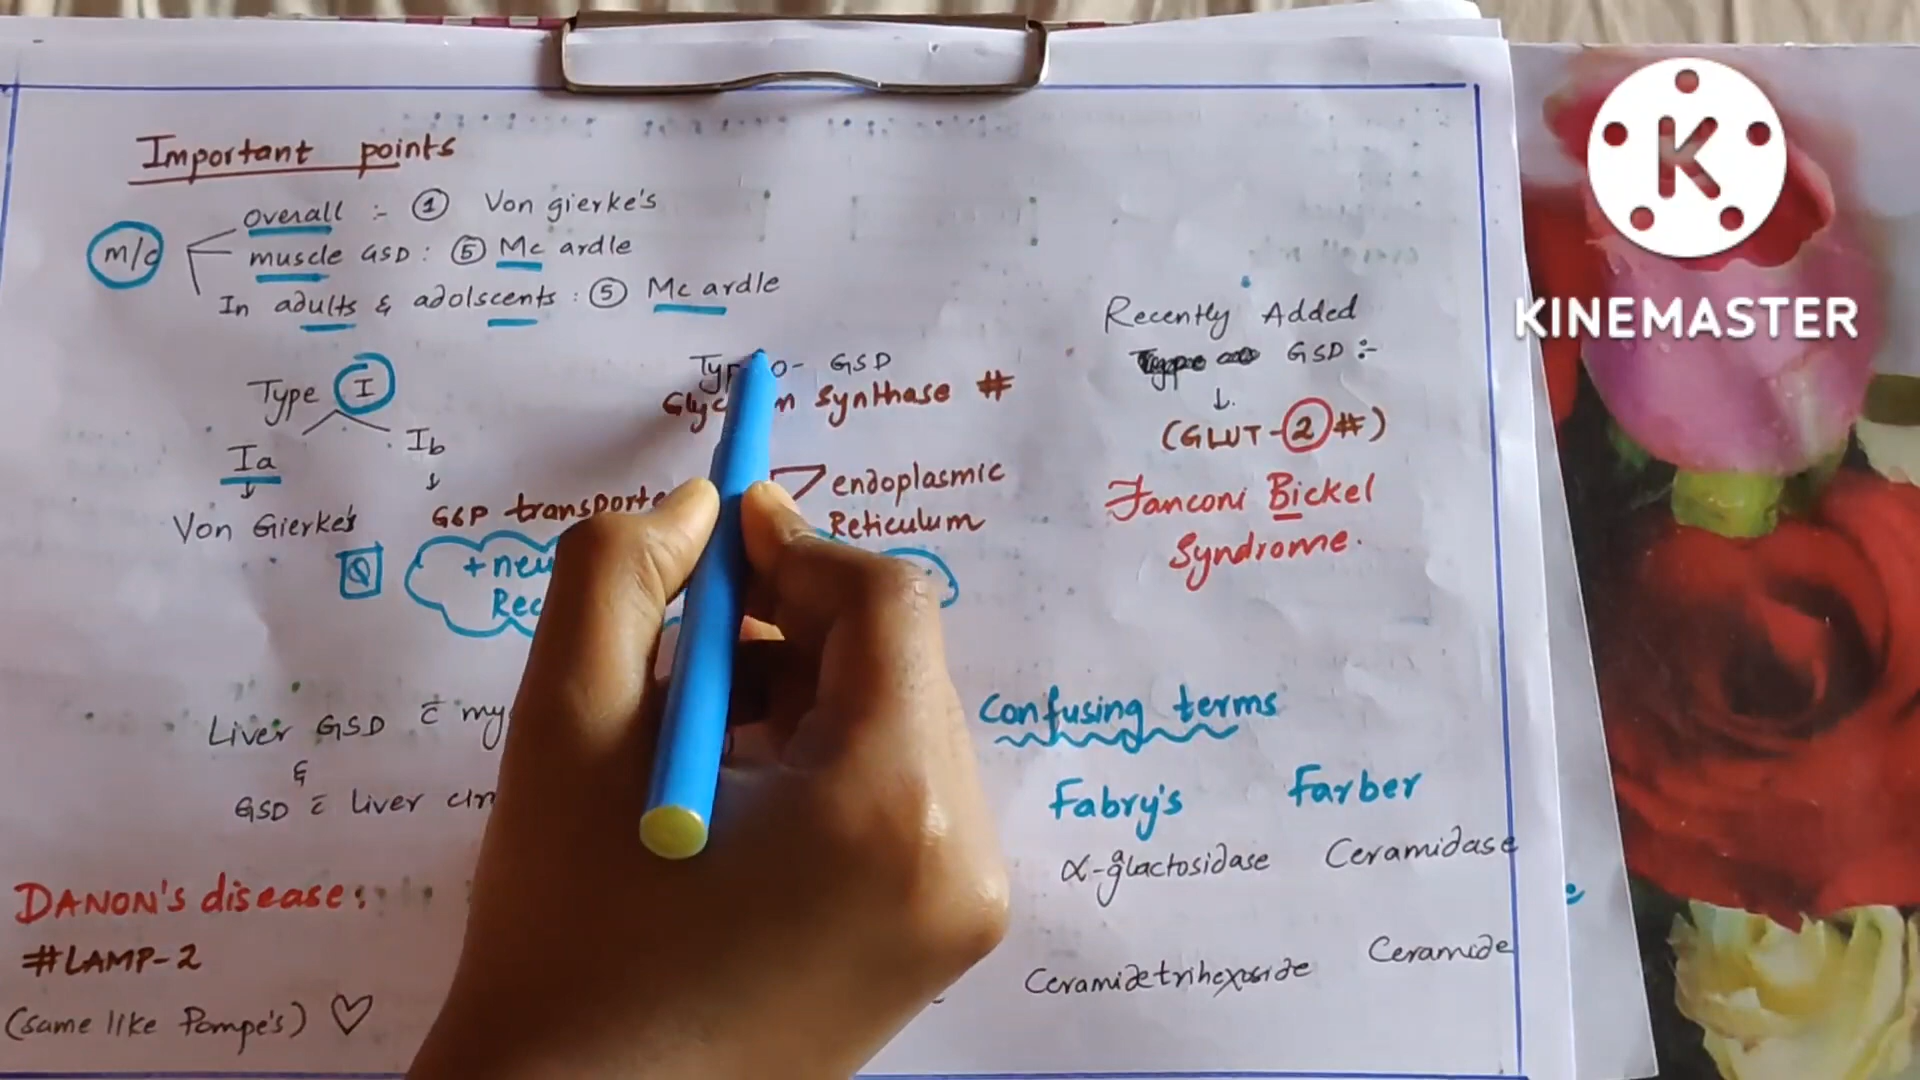 Important points
m/c
overall :- ① Von gierke's
muscle GSD : ⑤ Mc ardle
In adults & adolscents : ⑤ Mc ardle
Type I
Ia
Ib
Von Gierke's
G6P
endoplasmic
Reticulum
Q
0- GSD
synthase #
Recently Added
GSD :-
(GLUT-2 #)
Fanconi Bickel
Syndrome.
Liver GSD c̄
&
GSD c̄ liver
DANON's disease :
#LAMP-2
(same like Pompe's) ♡
Confusing terms
Fabry's
Farber
α-glactosidase
Ceramidase
Ceramidetrihexoside
Ceramide
K
KINEMASTER